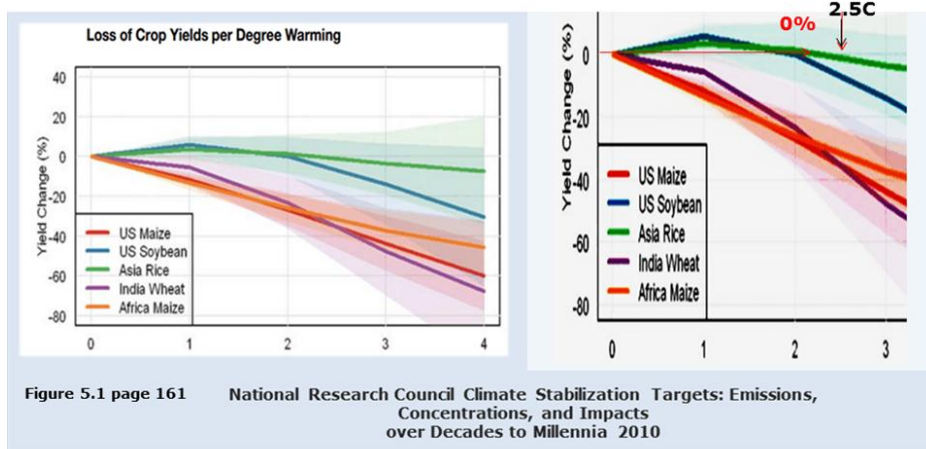 Loss of Crop Yields per Degree Warming
40
20
0
-20
-40
-60
-80
Yield Change (%)
US Maize
US Soybean
Asia Rice
India Wheat
Africa Maize
0 1 2 3 4
2.5C
0%
0
-20
-40
-60
-80
Yield Change (%)
US Maize
US Soybean
Asia Rice
India Wheat
Africa Maize
0 1 2 3
Figure 5.1 page 161
National Research Council Climate Stabilization Targets: Emissions,
Concentrations, and Impacts
over Decades to Millennia 2010